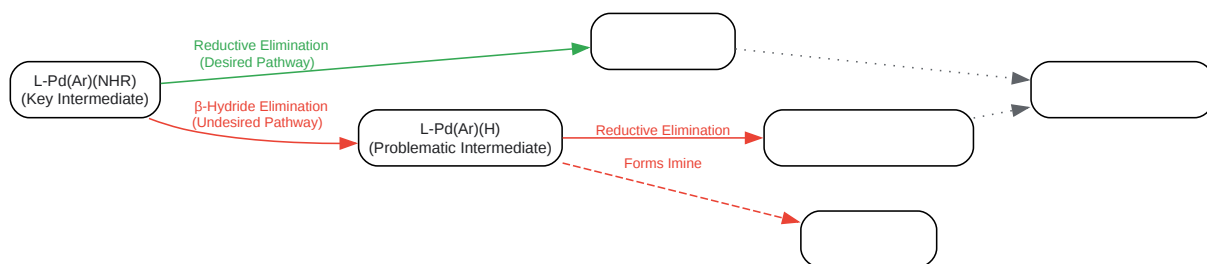 L-Pd(Ar)(NHR)
(Key Intermediate)
Reductive Elimination
(Desired Pathway)
β-Hydride Elimination
(Undesired Pathway)
L-Pd(Ar)(H)
(Problematic Intermediate)
Reductive Elimination
Forms Imine